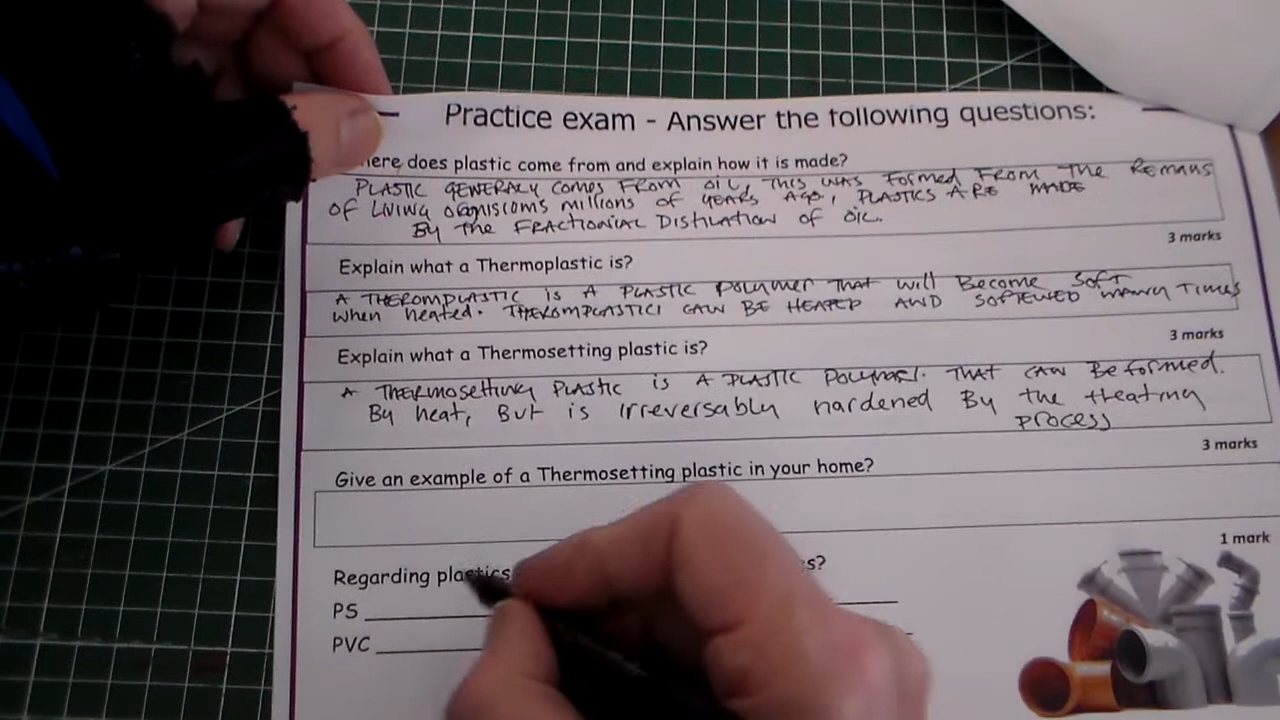 Practice exam - Answer the following questions:
here does plastic come from and explain how it is made?
PLASTIC GENERALY COMES FROM OIL, THIS WAS FORMED FROM THE REMANS
OF LIVING ORGNISCOMS MILLIONS OF YEARS AGO, PLASTICS ARE MADE
BY THE FRACTIONIAL DISTILATION OF OIL.
3 marks
Explain what a Thermoplastic is?
A THEROMPLASTIC IS A PLASTIC POLYMER THAT WILL BECOME SOFT
WHEN HEATED. CAN BE HEATED AND SOFTENED MANY TIMES
3 marks
Explain what a Thermosetting plastic is?
A THERMOSETTING PLASTIC IS A PLASTIC THAT CAN BE FORMED.
BY HEAT, BUT IS IRREVERSABLY HARDENED BY THE HEATING
PROCESS
3 marks
Give an example of a Thermosetting plastic in your home?
1 mark
Regarding plastics s?
PS
PVC